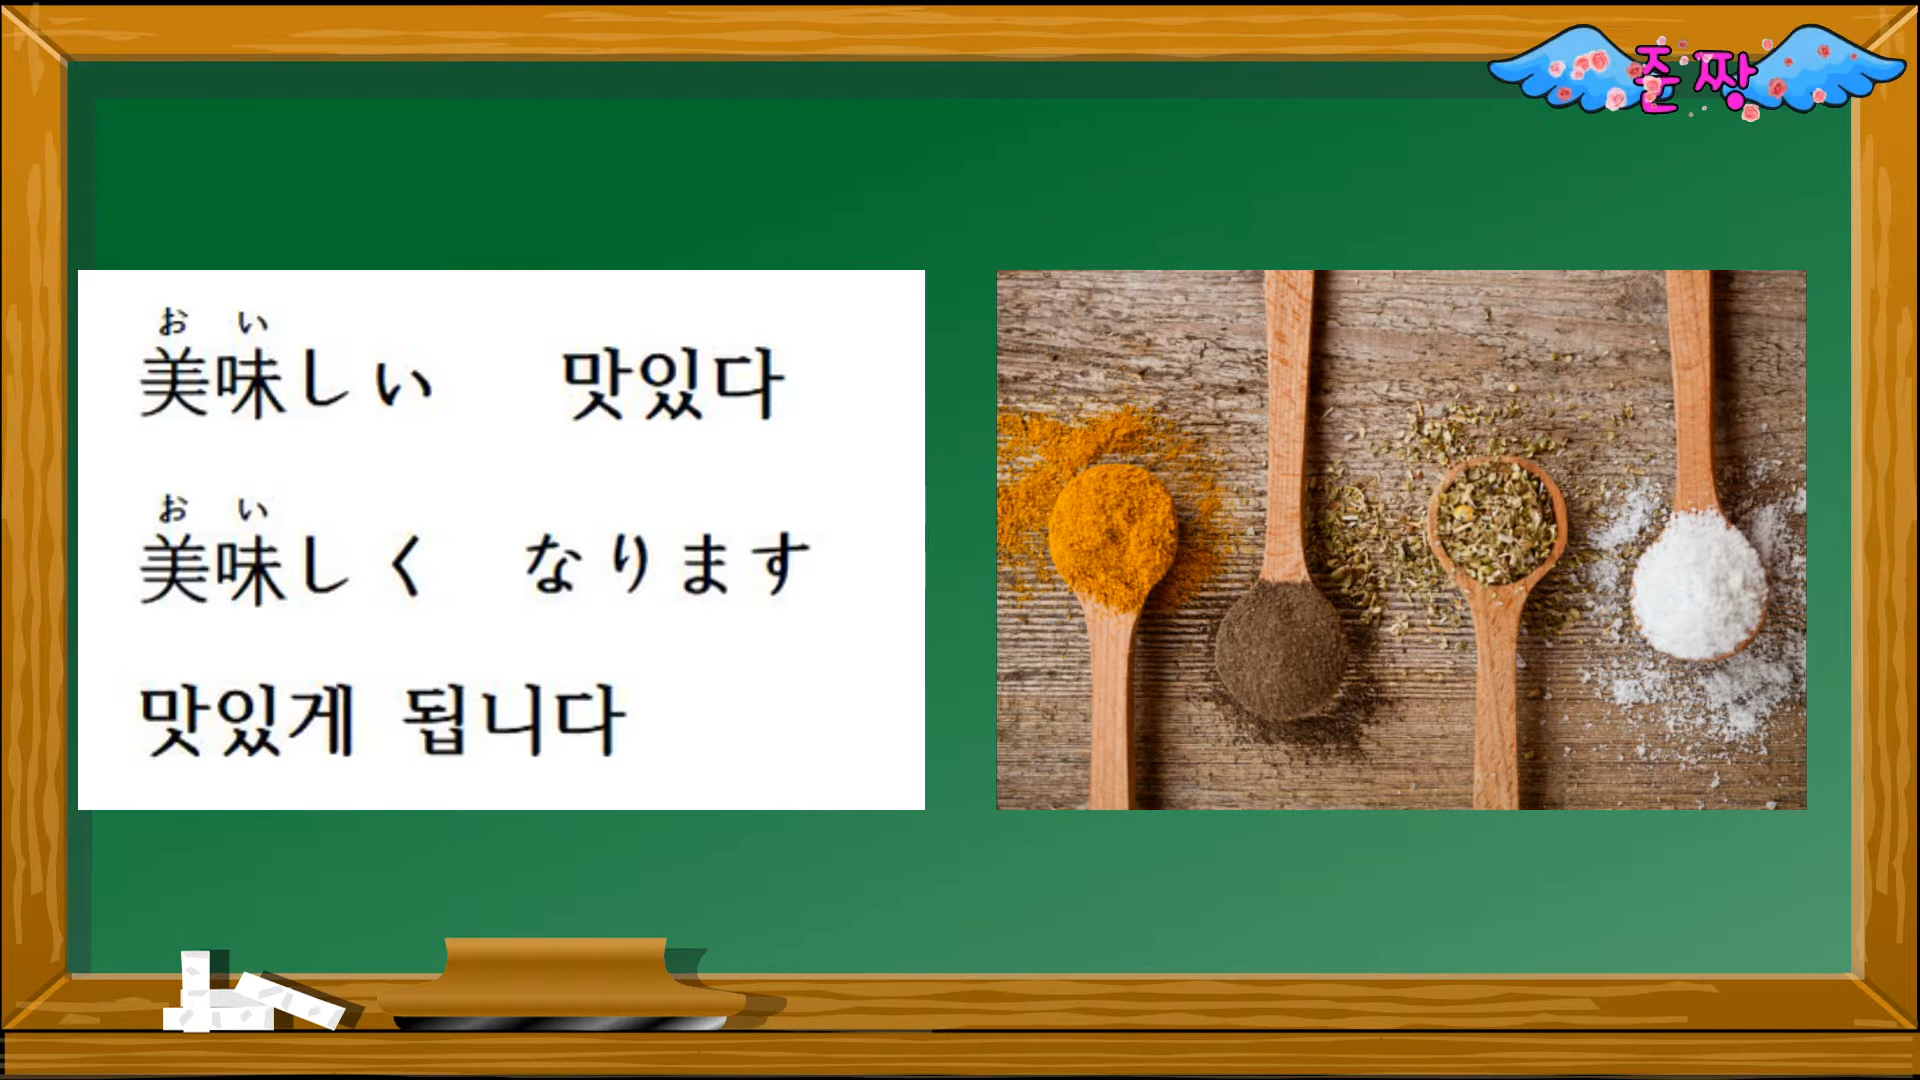 쥰짱
お い
美味しい 맛있다
お い
美味しく なります
맛있게 됩니다